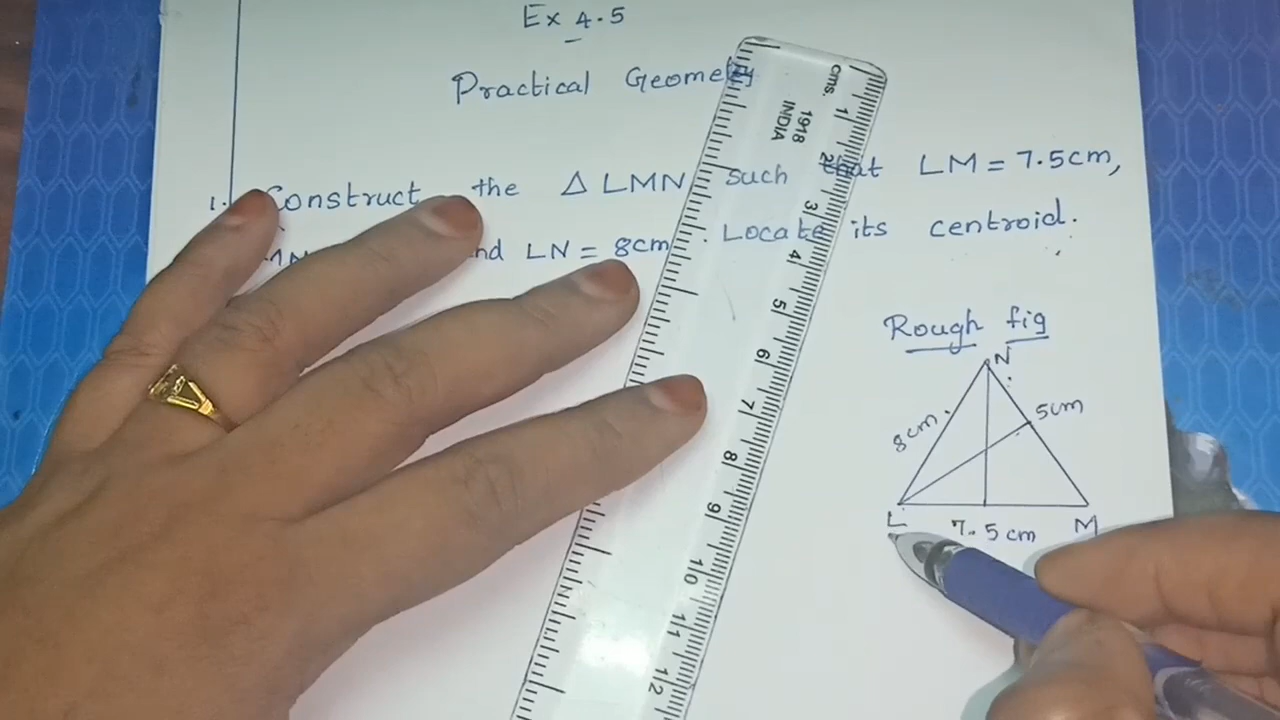 Ex 4.5
Practical Geometry
1. Construct the △ LMN such that LM = 7.5cm,
and LN = 8cm. Locate its centroid.
Rough fig
N
8cm
5cm
L
7.5 cm
M
cms.
1918
INDIA
1
2
3
4
5
6
7
8
9
10
11
12